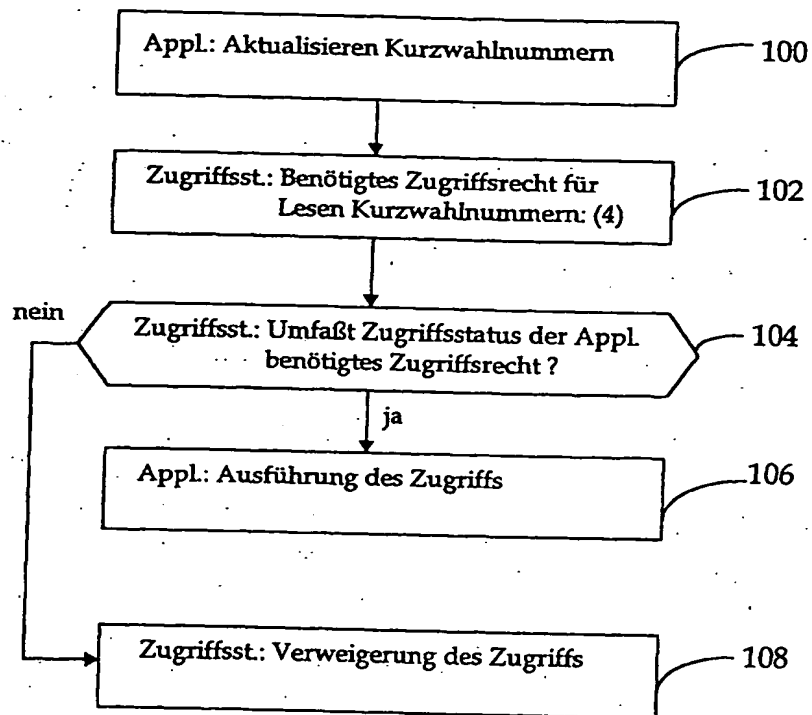 Appl.: Aktualisieren Kurzwahlnummern
100
Zugriffsst.: Benötigtes Zugriffsrecht für
Lesen Kurzwahlnummern: (4)
102
nein
Zugriffsst.: Umfaßt Zugriffsstatus der Appl.
benötigtes Zugriffsrecht ?
104
ja
Appl.: Ausführung des Zugriffs
106
Zugriffsst.: Verweigerung des Zugriffs
108